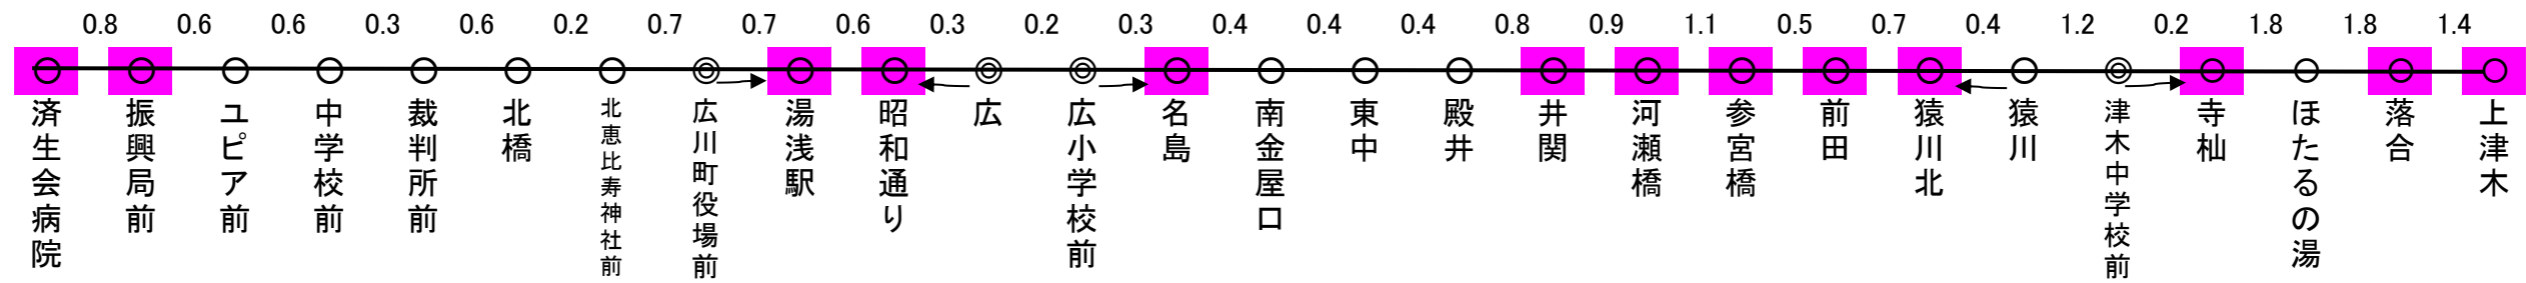 0.8 0.6 0.6 0.3 0.6 0.2 0.7 0.7 0.6 0.3 0.2 0.3 0.4 0.4 0.4 0.8 0.9 1.1 0.5 0.7 0.4 1.2 0.2 1.8 1.8 1.4
済生会病院
振興局前
ユピア前
中学校前
裁判所前
北橋
北恵比寿神社前
広川町役場前
湯浅駅
昭和通り
広
広小学校前
名島
南金屋口
東中
殿井
井関
河瀬橋
参宮橋
前田
猿川北
猿川
津木中学校前
寺杣
ほたるの湯
落合
上津木